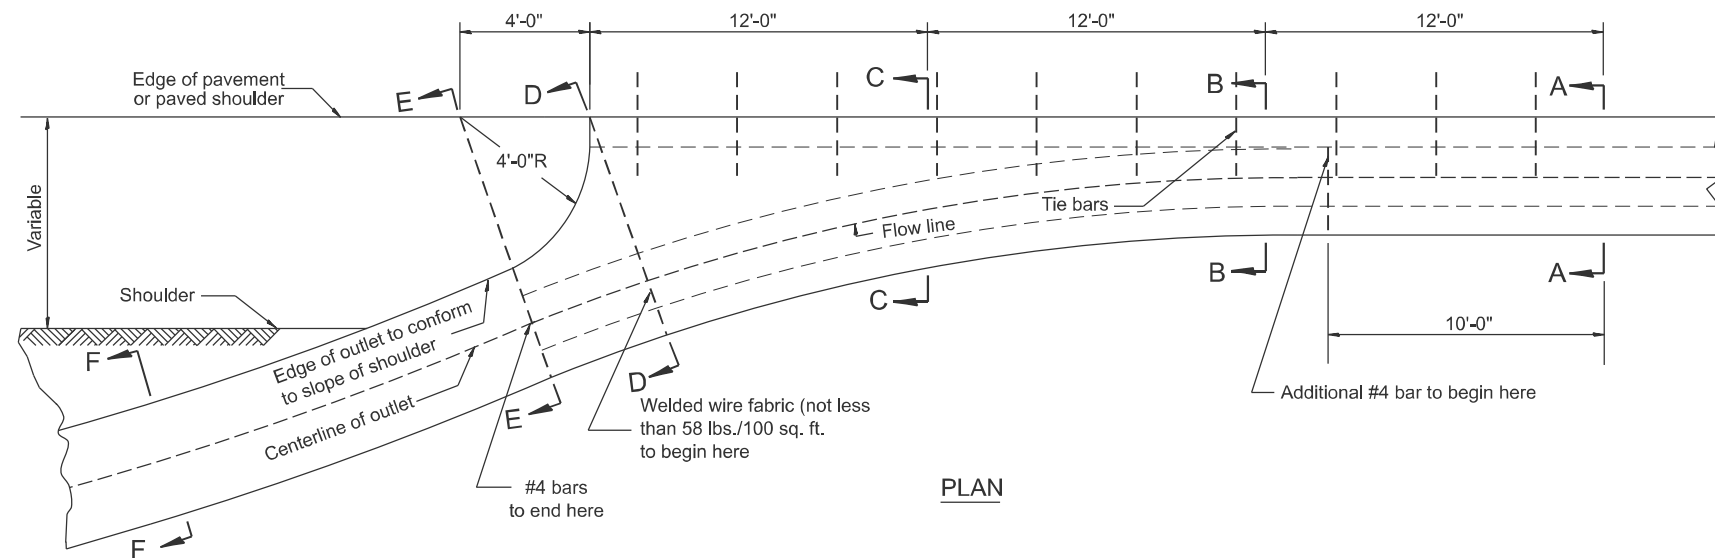 4'-0"
12'-0"
12'-0"
12'-0"
Edge of pavement
or paved shoulder
E
D
C
B
A
4'-0"R
Variable
Tie bars
Flow line
Shoulder
B
A
C
10'-0"
F
Edge of outlet to conform
to slope of shoulder
Centerline of outlet
D
E
Additional #4 bar to begin here
Welded wire fabric (not less
than 58 lbs./100 sq. ft.
to begin here
#4 bars
to end here
PLAN
F